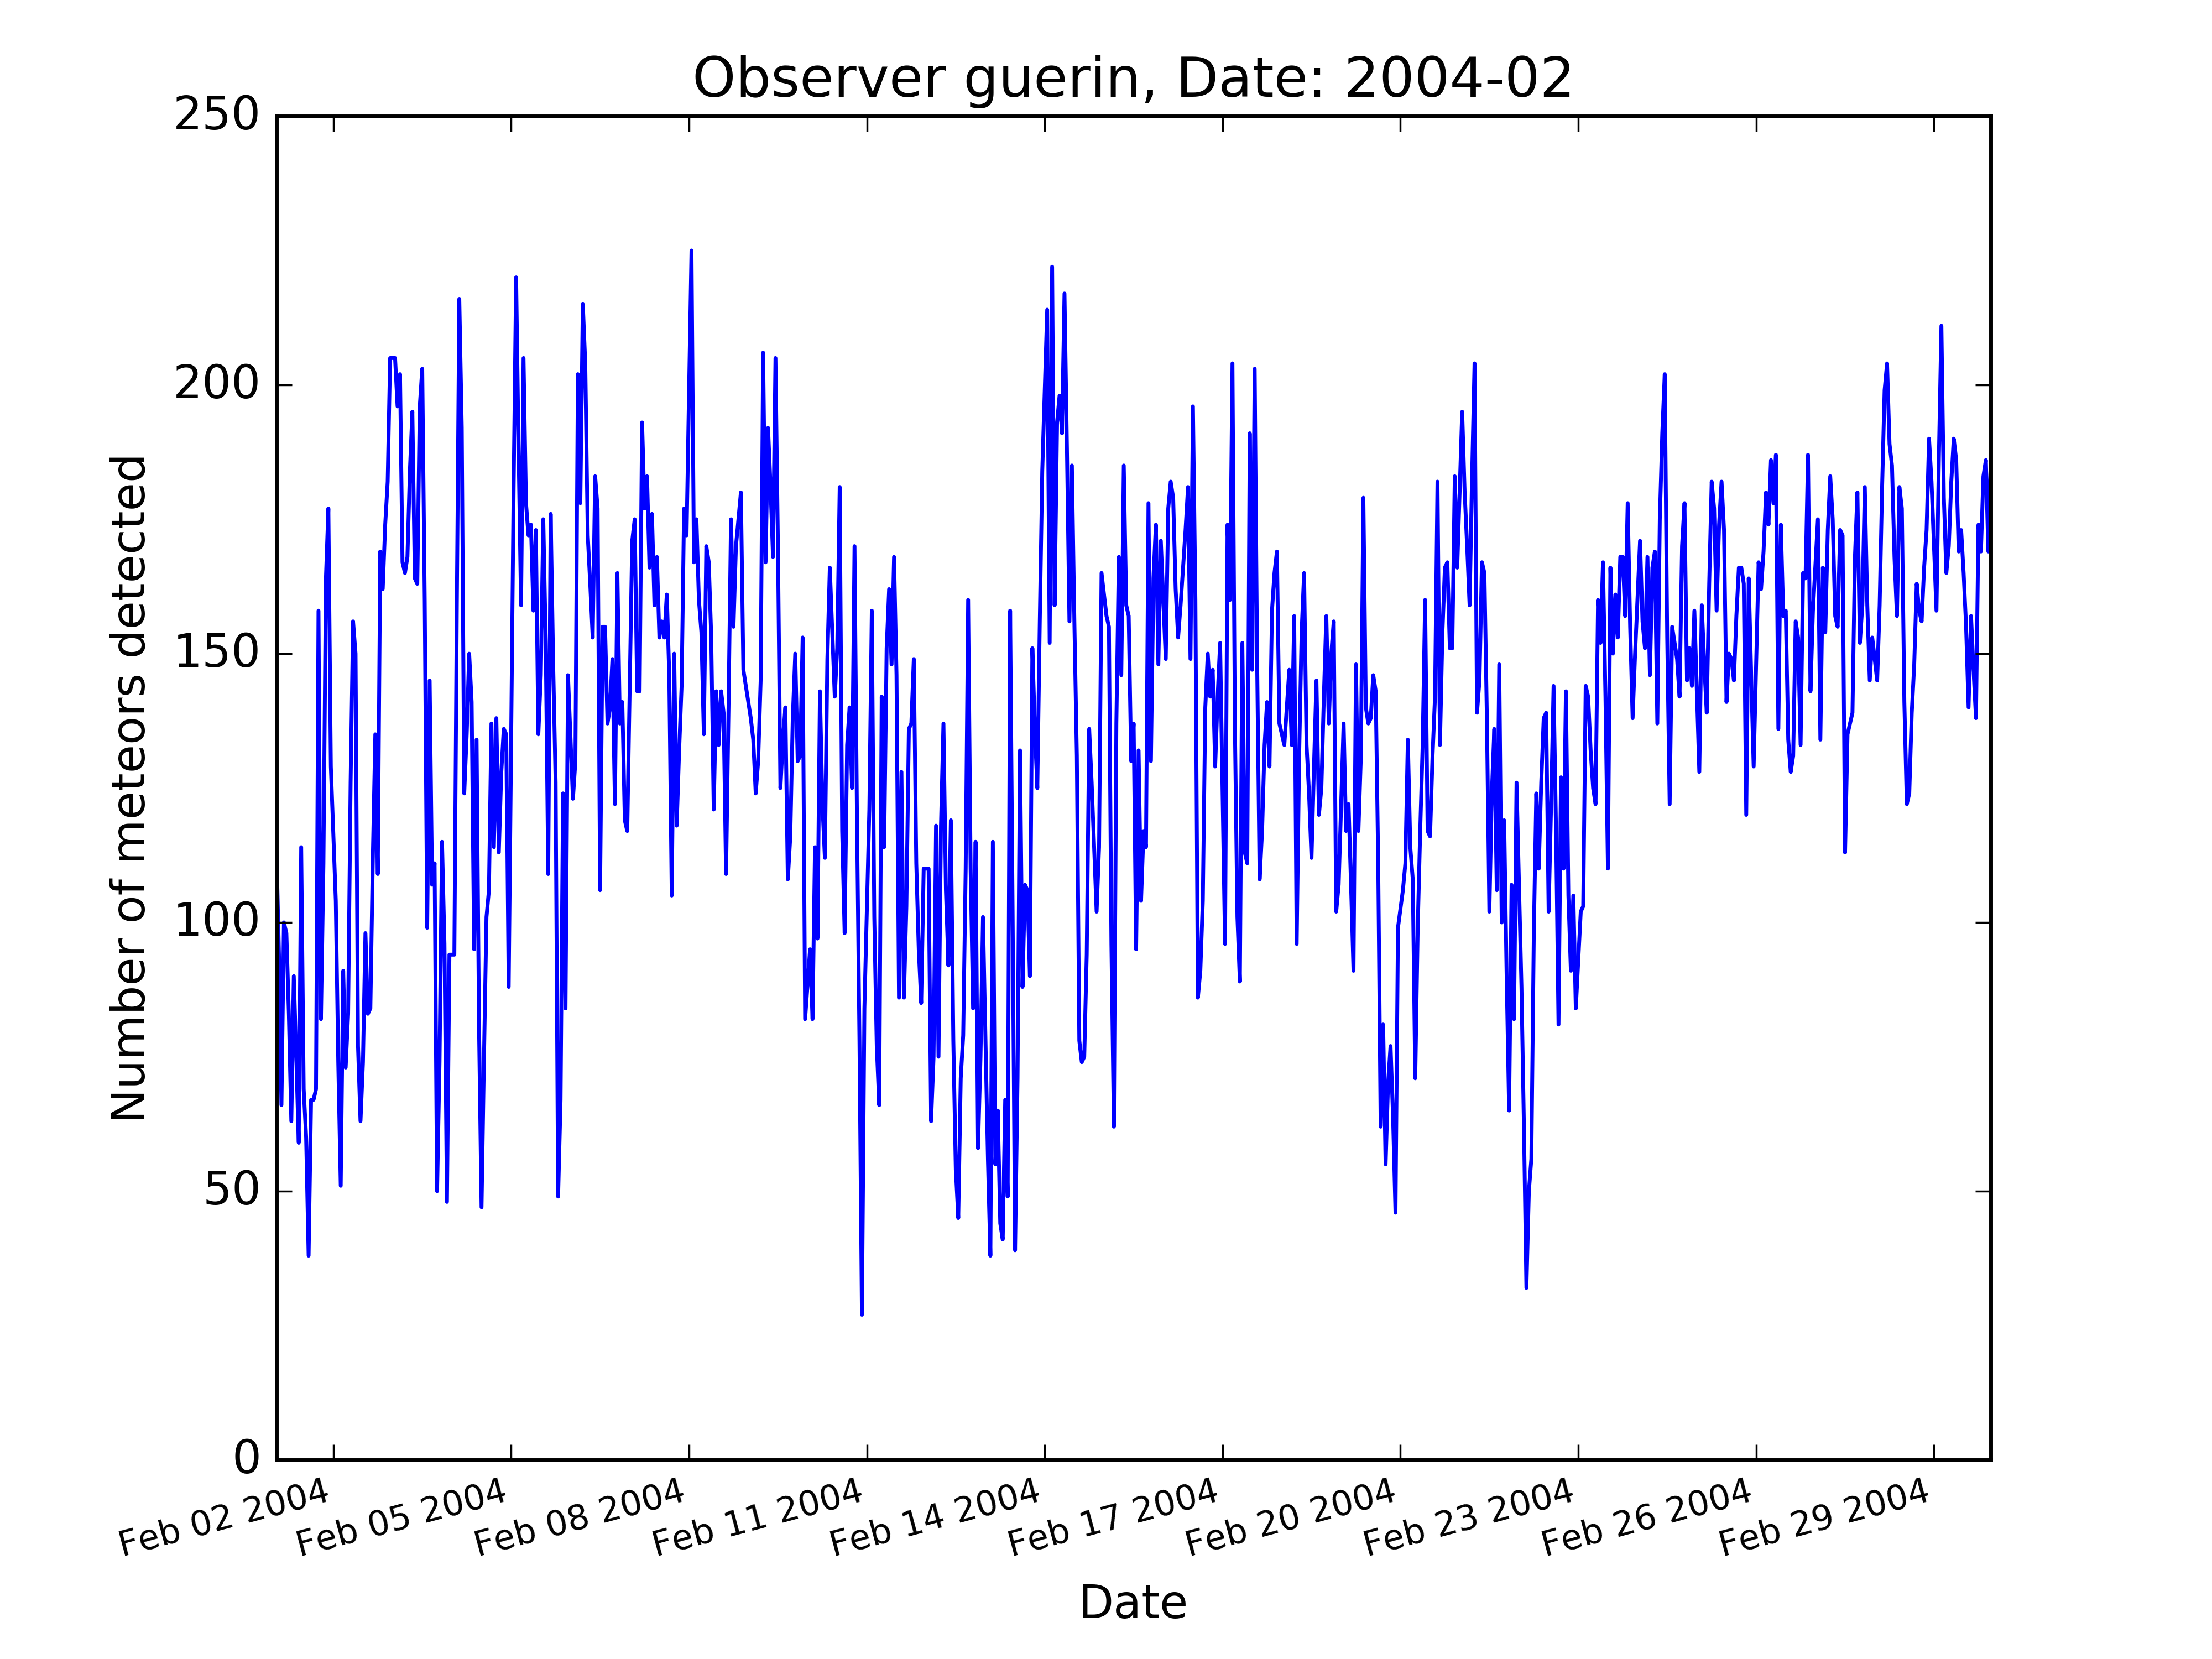 Observer guerin, Date: 2004-02
250
200
150
100
50
0
Number of meteors detected
Feb 02 2004
Feb 05 2004
Feb 08 2004
Feb 11 2004
Feb 14 2004
Feb 17 2004
Feb 20 2004
Feb 23 2004
Feb 26 2004
Feb 29 2004
Date